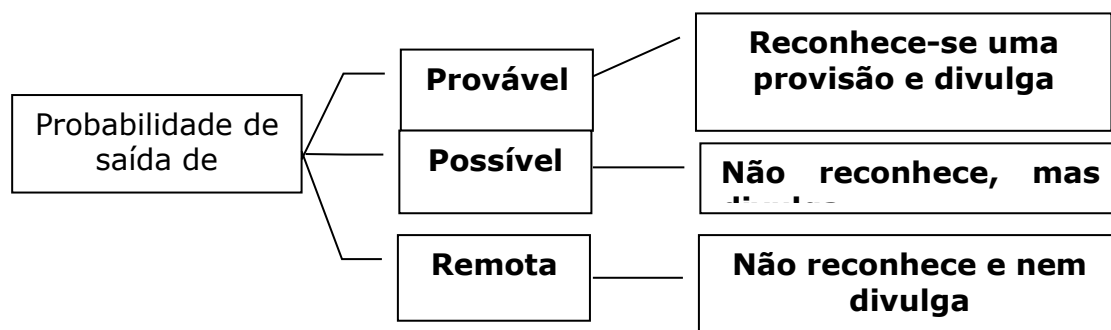 Probabilidade de
saída de
Provável
Reconhece-se uma
provisão e divulga
Possível
Não reconhece, mas
Remota
Não reconhece e nem
divulga